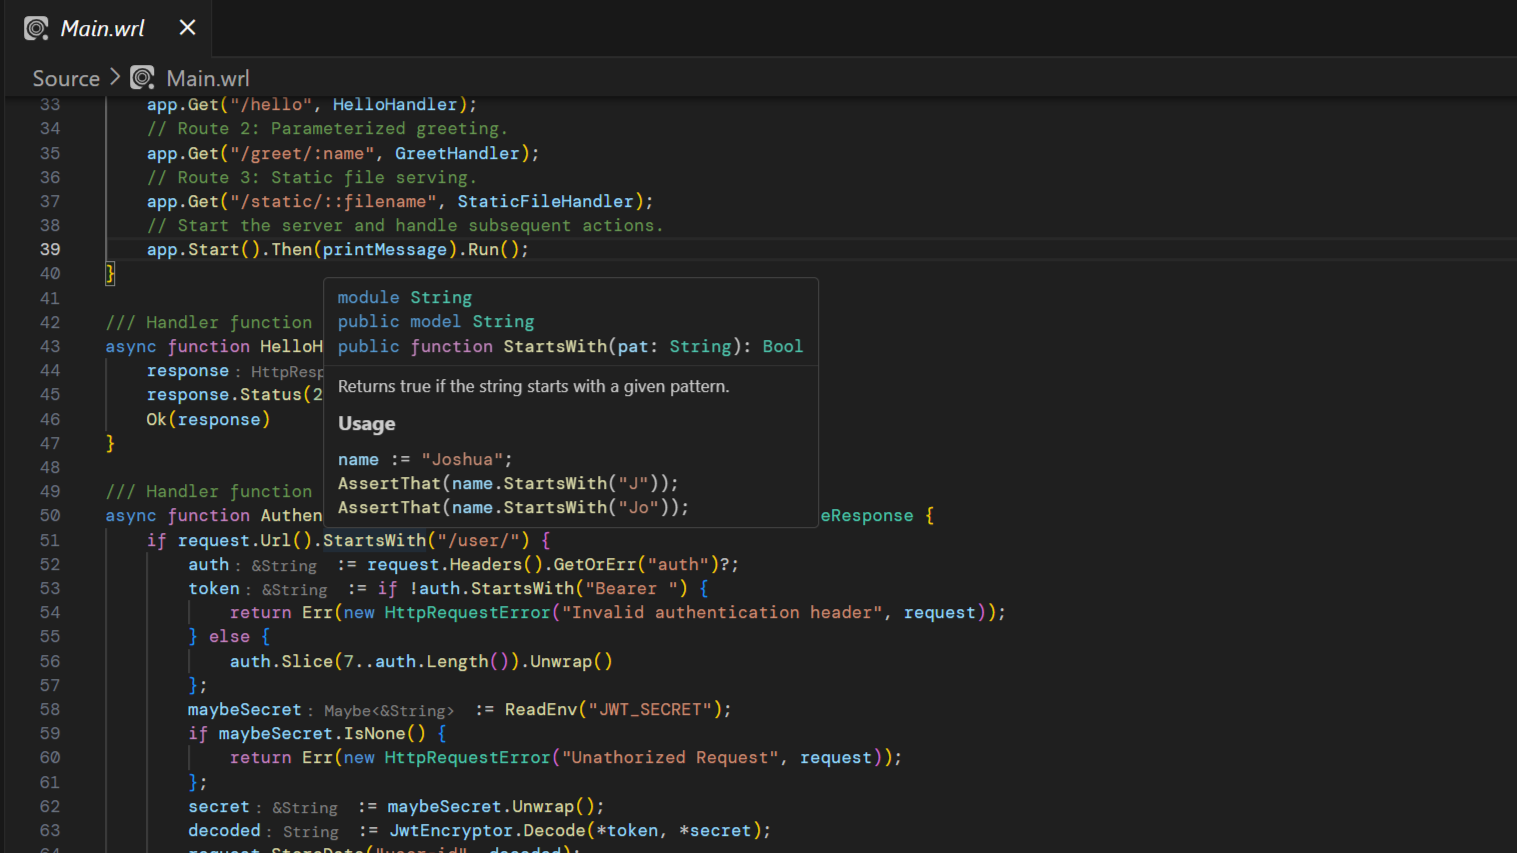 Main.wrl
Source > Main.wrl
33 app.Get("/hello", HelloHandler);
34 // Route 2: Parameterized greeting.
35 app.Get("/greet/:name", GreetHandler);
36 // Route 3: Static file serving.
37 app.Get("/static/::filename", StaticFileHandler);
38 // Start the server and handle subsequent actions.
39 app.Start().Then(printMessage).Run();
40 }
41
module String
42 /// Handler function
public model String
43 async function HelloH
public function StartsWith(pat: String): Bool
44 response: HttpResp
Returns true if the string starts with a given pattern.
45 response.Status(2
46 Ok(response)
Usage
47 }
48
name := "Joshua";
AssertThat(name.StartsWith("J"));
49 /// Handler function
AssertThat(name.StartsWith("Jo"));
50 async function Authen eResponse {
51 if request.Url().StartsWith("/user/") {
52 auth: &String := request.Headers().GetOrErr("auth")?;
53 token: &String := if !auth.StartsWith("Bearer ") {
54 return Err(new HttpRequestError("Invalid authentication header", request));
55 } else {
56 auth.Slice(7..auth.Length()).Unwrap()
57 };
58 maybeSecret: Maybe<&String> := ReadEnv("JWT_SECRET");
59 if maybeSecret.IsNone() {
60 return Err(new HttpRequestError("Unathorized Request", request));
61 };
62 secret: &String := maybeSecret.Unwrap();
63 decoded: String := JwtEncryptor.Decode(*token, *secret);